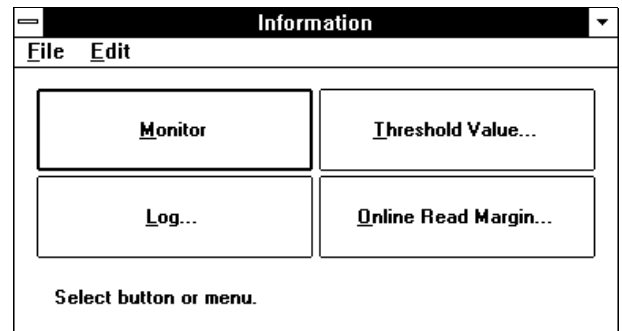 Information
File Edit
Monitor
Threshold Value...
Log...
Online Read Margin...
Select button or menu.